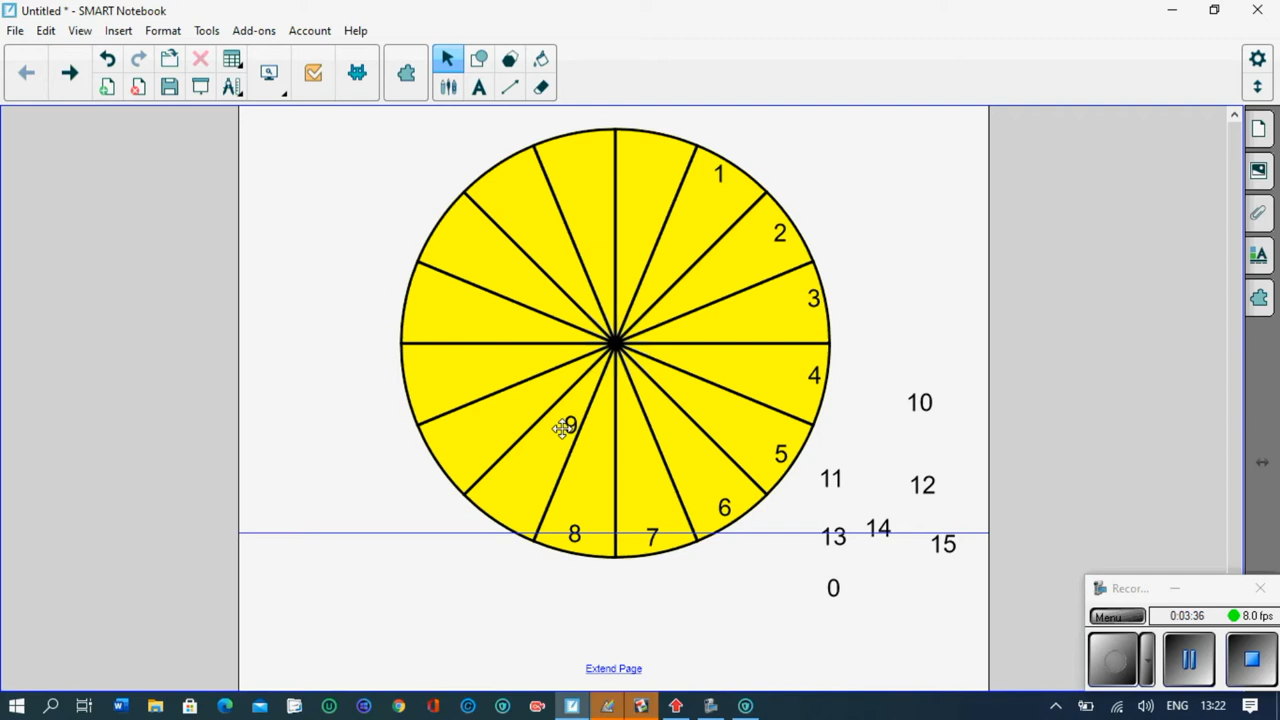 Untitled * - SMART Notebook
File Edit View Insert Format Tools Add-ons Account Help
1
2
3
4
10
9
5
11
12
6
8
7
14
13
15
0
Recor...
Menu
0:03:36
8.0 fps
Extend Page
ENG
13:22